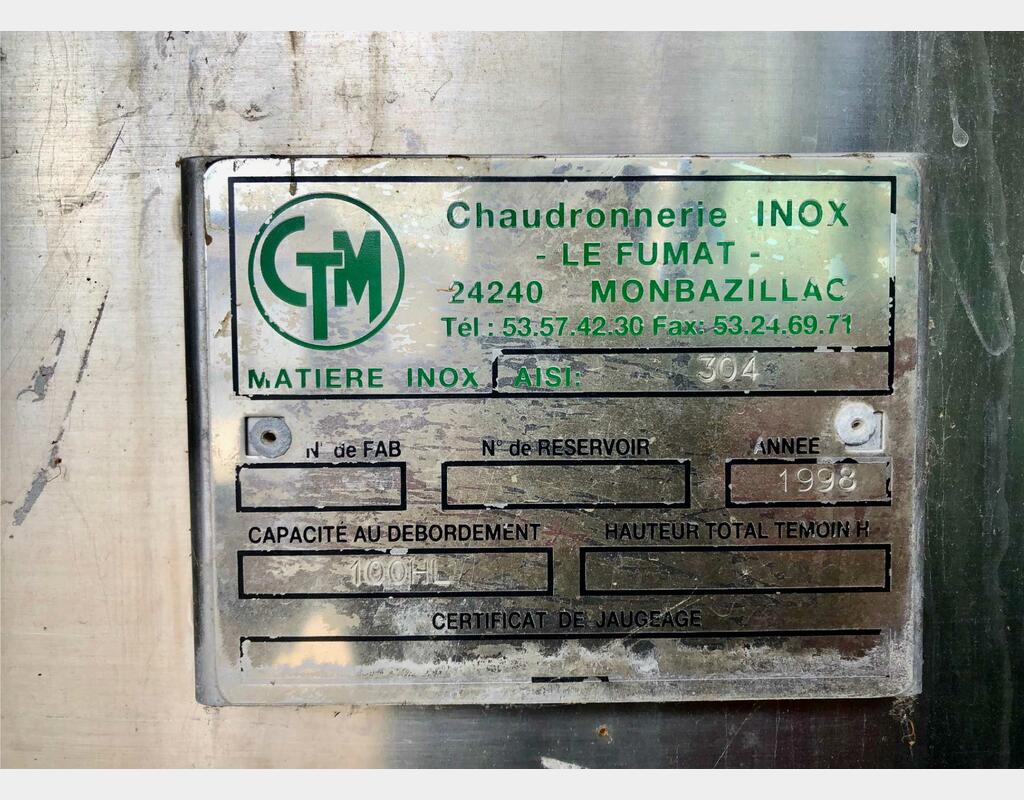 CTM
Chaudronnerie INOX
- LE FUMAT -
24240 MONBAZILLAC
Tél : 53.57.42.30 Fax: 53.24.69.71
MATIERE INOX AISI: 304
N° de FAB N° de RESERVOIR ANNEE
1998
CAPACITÉ AU DEBORDEMENT HAUTEUR TOTAL TEMOIN H
100HL
CERTIFICAT DE JAUGEAGE